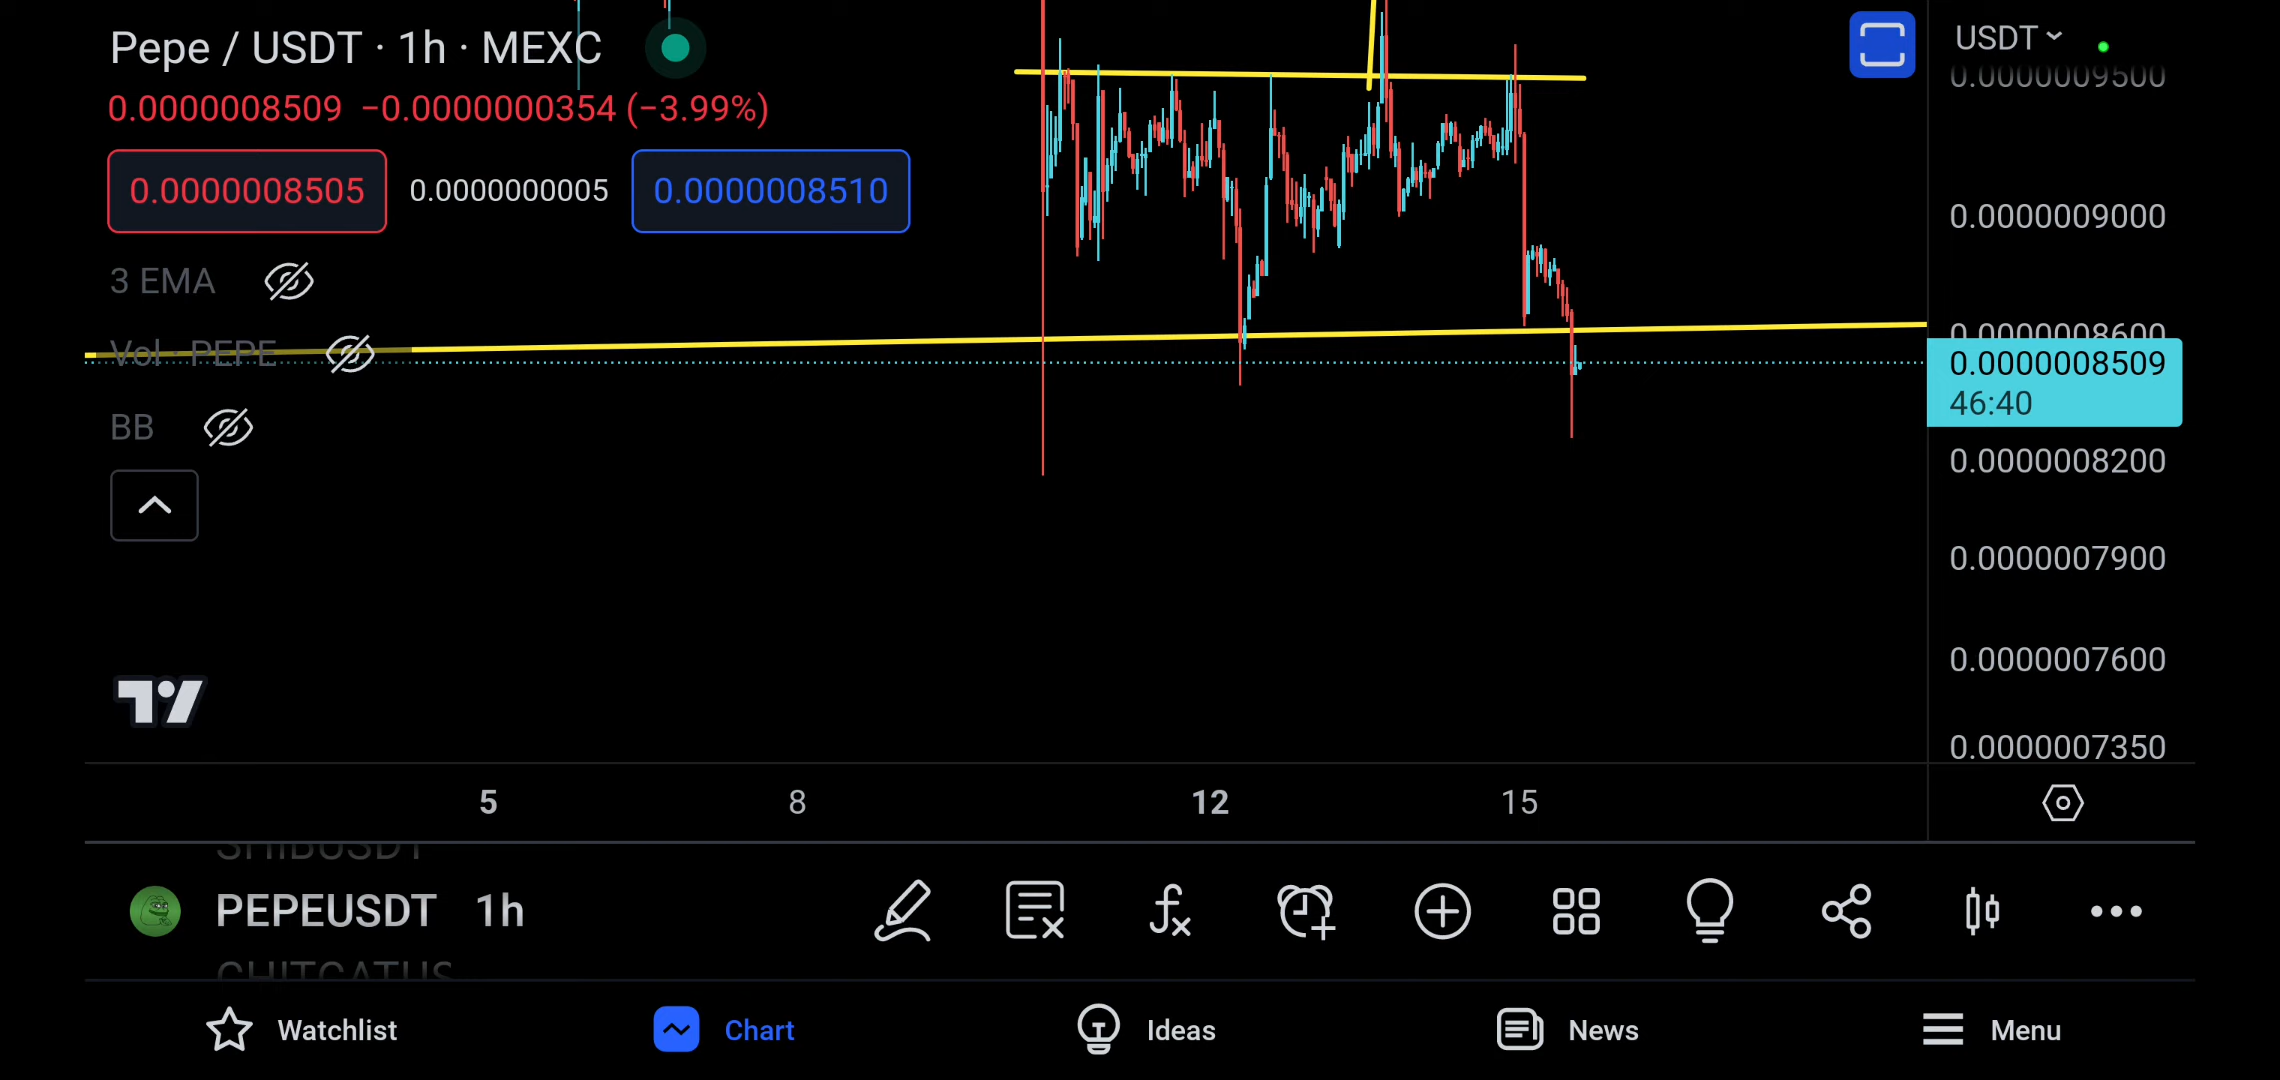 Pepe / USDT · 1h · MEXC
USDT
0.0000009500
0.0000008509 −0.0000000354 (−3.99%)
0.0000008505 0.0000000005 0.0000008510
0.0000009000
3 EMA
0.0000008600
Vol · PEPE
0.0000008509
46:40
BB
0.0000008200
0.0000007900
0.0000007600
0.0000007350
5 8 12 15
SHIBUSDT
PEPEUSDT 1h
Watchlist Chart Ideas News Menu